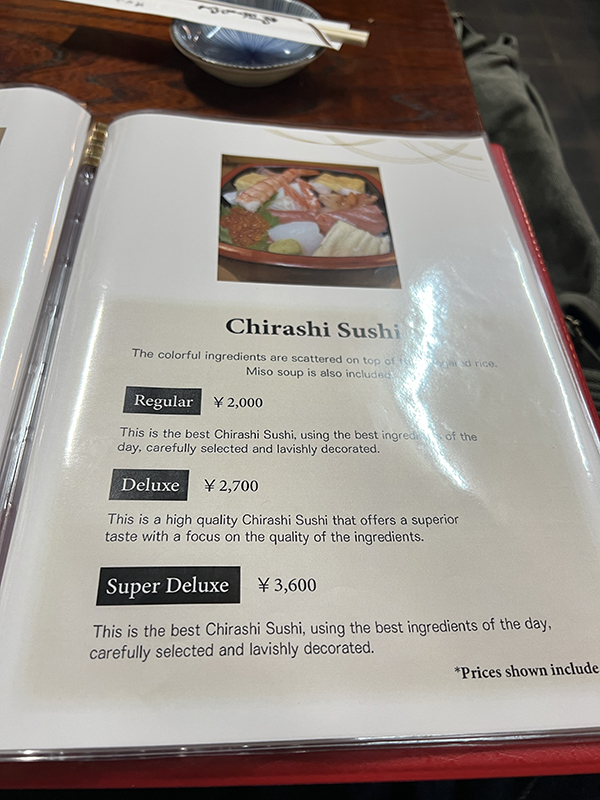 Chirashi Sushi
The colorful ingredients are scattered on top of rice.
Miso soup is also included
Regular ¥2,000
This is the best Chirashi Sushi, using the best ingredients of the
day, carefully selected and lavishly decorated.
Deluxe ¥2,700
This is a high quality Chirashi Sushi that offers a superior
taste with a focus on the quality of the ingredients.
Super Deluxe ¥3,600
This is the best Chirashi Sushi, using the best ingredients of the day,
carefully selected and lavishly decorated.
*Prices shown include